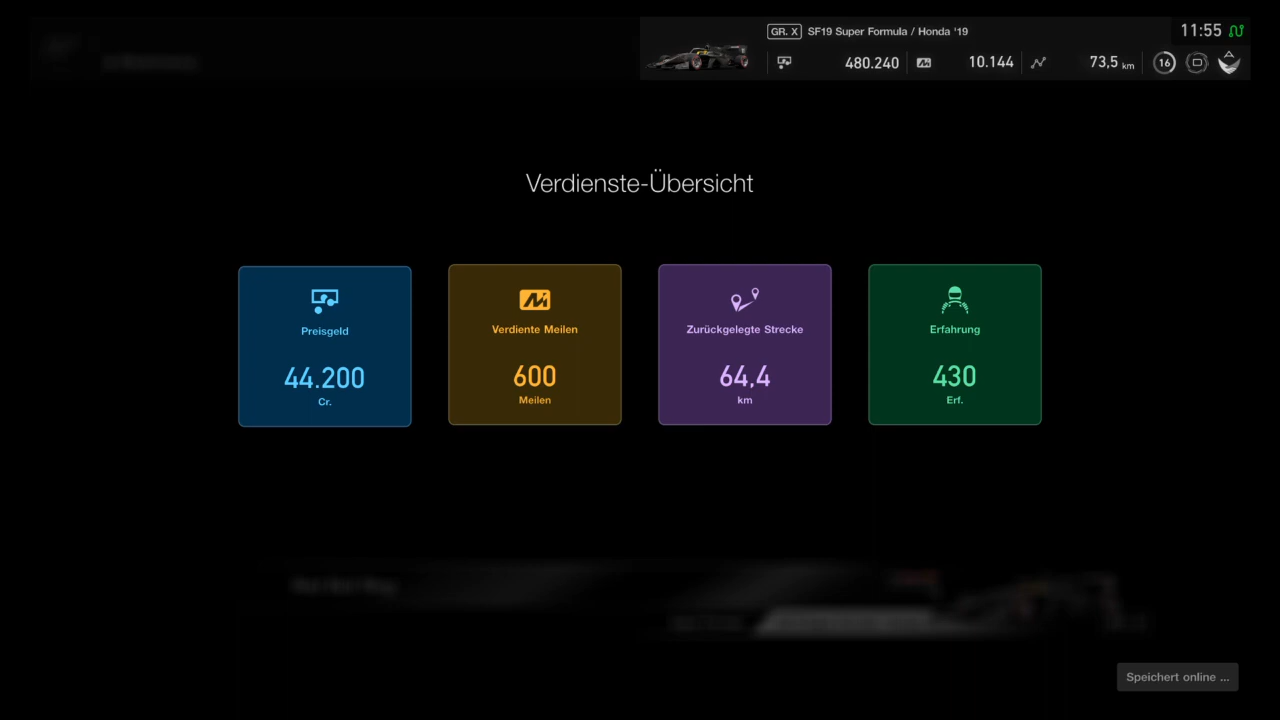 GR. X SF19 Super Formula / Honda '19
11:55
480.240 10.144 73,5 km 16
Verdienste-Übersicht
Preisgeld
44.200
Cr.
Verdiente Meilen
600
Meilen
Zurückgelegte Strecke
64,4
km
Erfahrung
430
Erf.
Speichert online ...